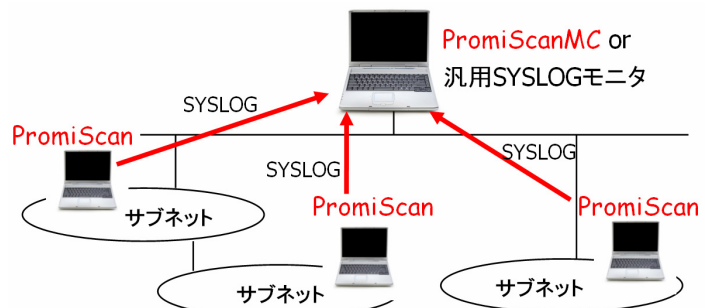 PromiScanMC or
汎用SYSLOGモニタ
SYSLOG
PromiScan
SYSLOG
SYSLOG
サブネット
PromiScan
PromiScan
サブネット
サブネット